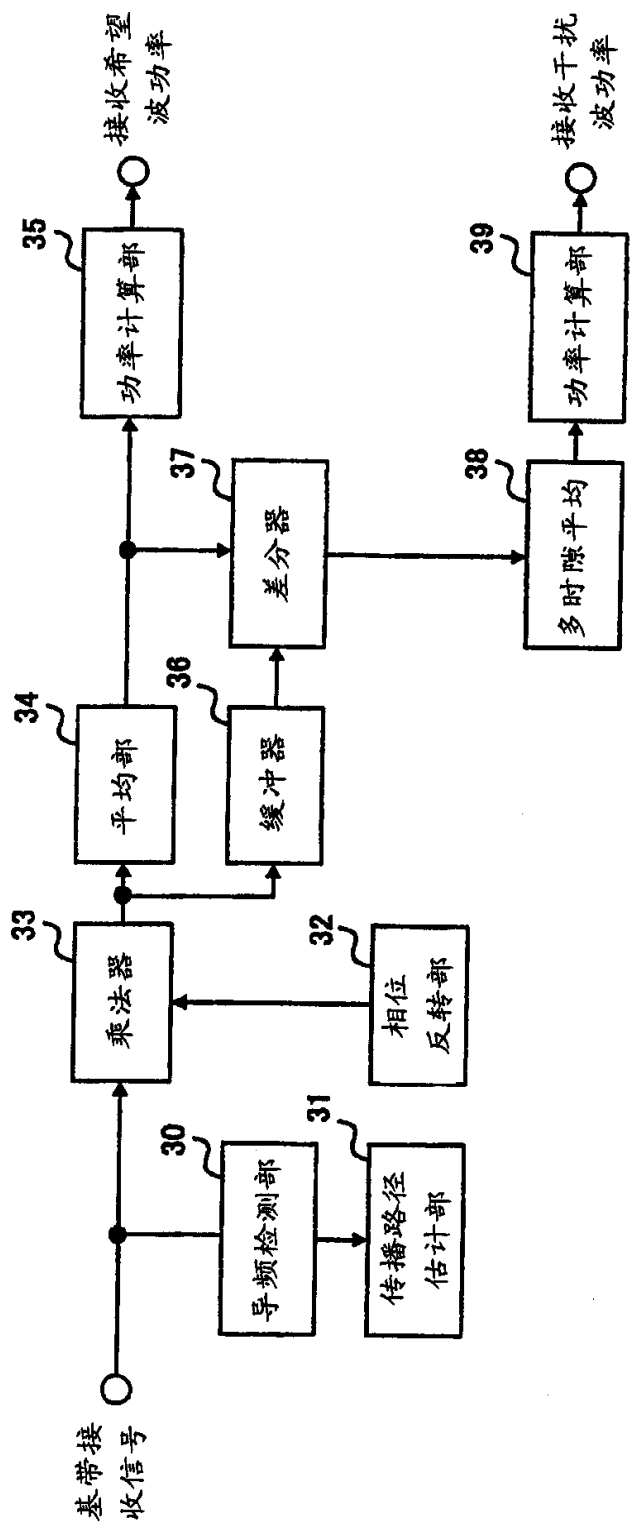 基带接
收信号
30
导频检测部
31
传播路径
估计部
32
相位
反转部
33
乘法器
34
平均部
35
功率计算部
接收希望
波功率
36
缓冲器
37
差分器
38
多时隙平均
39
功率计算部
接收干扰
波功率